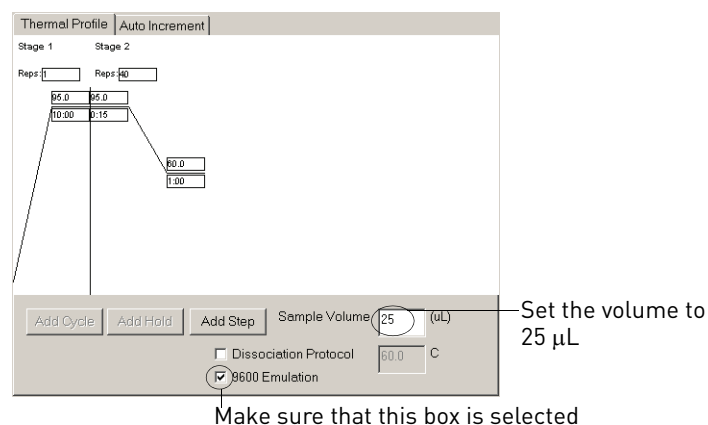 Thermal Profile Auto Increment
Stage 1 Stage 2
Reps: 1 Reps: 40
95.0 95.0
10:00 0:15
60.0
1:00
Add Cycle Add Hold Add Step Sample Volume 25 (uL)
Set the volume to
25 μL
Dissociation Protocol 60.0 C
9600 Emulation
Make sure that this box is selected